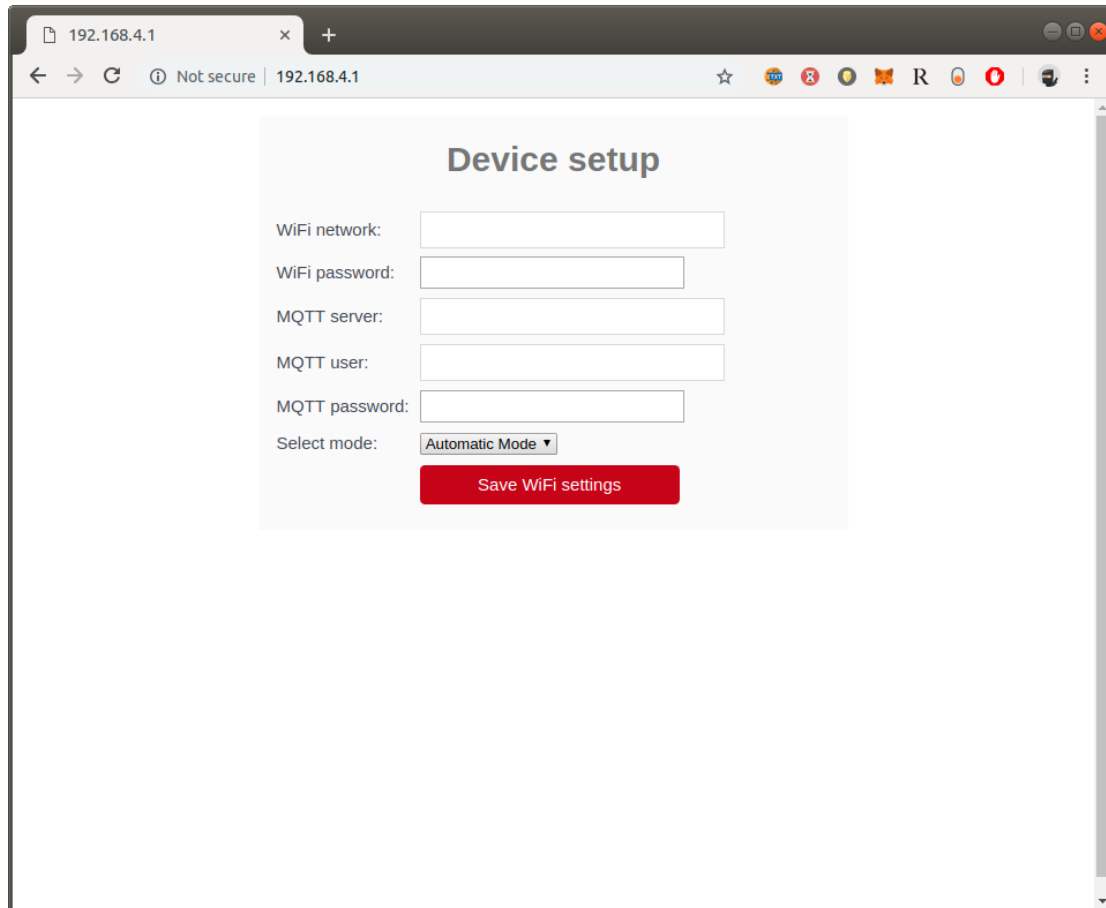 192.168.4.1
Not secure 192.168.4.1
TXT
R
Device setup
WiFi network:
WiFi password:
MQTT server:
MQTT user:
MQTT password:
Select mode: Automatic Mode
Save WiFi settings